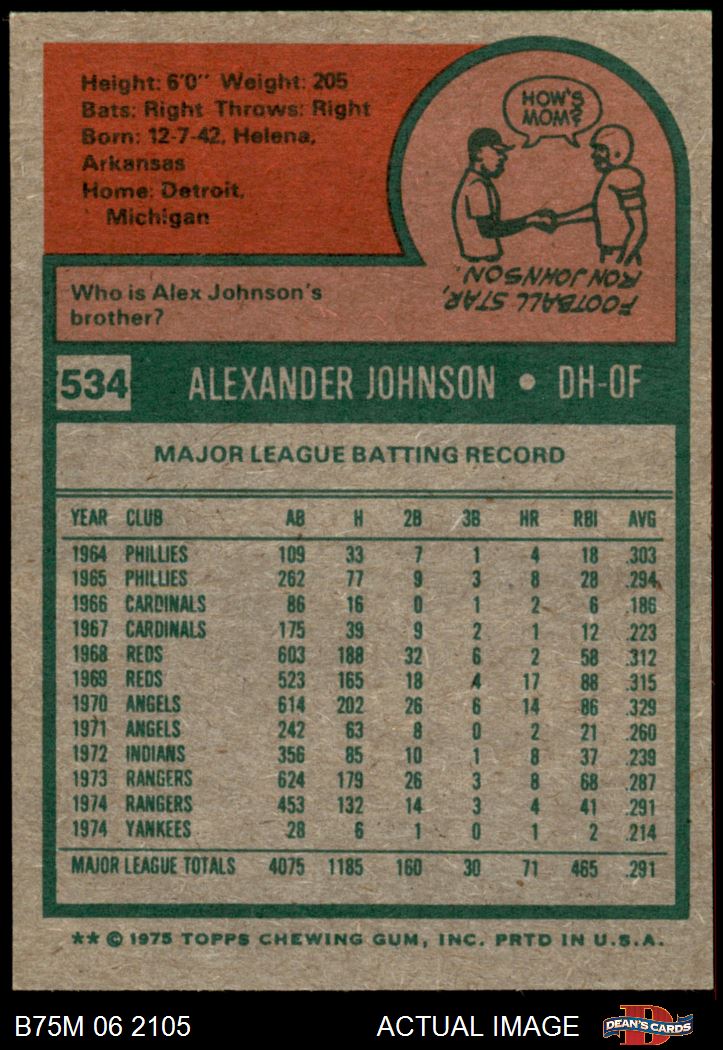 Height: 6'0" Weight: 205
Bats: Right Throws: Right
Born: 12-7-42, Helena,
Arkansas
Home: Detroit,
Michigan
HOW'S
MOM?
Who is Alex Johnson's
brother?
FOOTBALL STAR,
RON JOHNSON.
534 ALEXANDER JOHNSON • DH-OF
MAJOR LEAGUE BATTING RECORD
YEAR CLUB AB H 2B 3B HR RBI AVG
1964 PHILLIES 109 33 7 1 4 18 .303
1965 PHILLIES 262 77 9 3 8 28 .294
1966 CARDINALS 86 16 0 1 2 6 .186
1967 CARDINALS 175 39 9 2 1 12 .223
1968 REDS 603 188 32 6 2 58 .312
1969 REDS 523 165 18 4 17 88 .315
1970 ANGELS 614 202 26 6 14 86 .329
1971 ANGELS 242 63 8 0 2 21 .260
1972 INDIANS 356 85 10 1 8 37 .239
1973 RANGERS 624 179 26 3 8 68 .287
1974 RANGERS 453 132 14 3 4 41 .291
1974 YANKEES 28 6 1 0 1 2 .214
MAJOR LEAGUE TOTALS 4075 1185 160 30 71 465 .291
** © 1975 TOPPS CHEWING GUM, INC. PRTD IN U.S.A.
B75M 06 2105 ACTUAL IMAGE DEAN'S CARDS